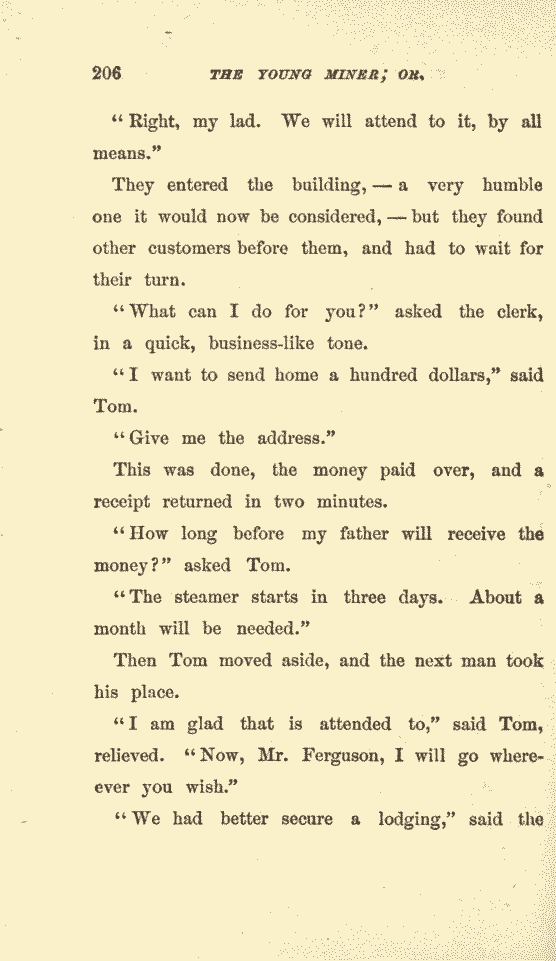 206 THE YOUNG MINER; OR,
“Right, my lad. We will attend to it, by all
means.”
They entered the building, — a very humble
one it would now be considered, — but they found
other customers before them, and had to wait for
their turn.
“What can I do for you?” asked the clerk,
in a quick, business-like tone.
“I want to send home a hundred dollars,” said
Tom.
“Give me the address.”
This was done, the money paid over, and a
receipt returned in two minutes.
“How long before my father will receive the
money?” asked Tom.
“The steamer starts in three days. About a
month will be needed.”
Then Tom moved aside, and the next man took
his place.
“I am glad that is attended to,” said Tom,
relieved. “Now, Mr. Ferguson, I will go where-
ever you wish.”
“We had better secure a lodging,” said the